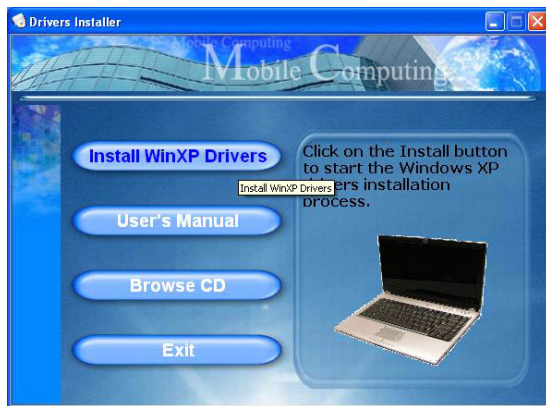 Drivers Installer
Mobile Computing
Mobile Computing
Install WinXP Drivers
Click on the Install button
to start the Windows XP
drivers installation
process.
Install WinXP Drivers
User's Manual
Browse CD
Exit